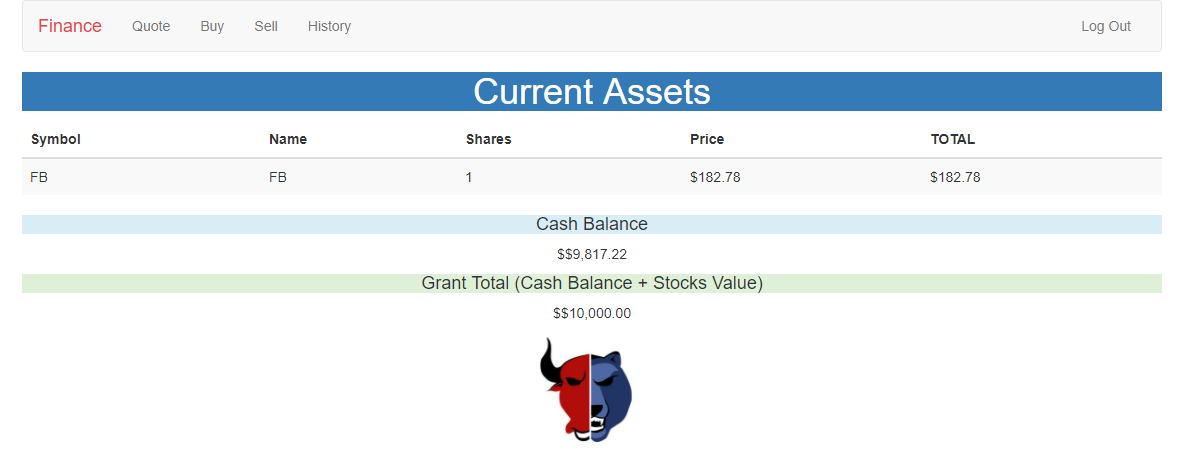 Finance Quote Buy Sell History Log Out
Current Assets
Symbol Name Shares Price TOTAL
FB FB 1 $182.78 $182.78
Cash Balance
$$9,817.22
Grant Total (Cash Balance + Stocks Value)
$$10,000.00